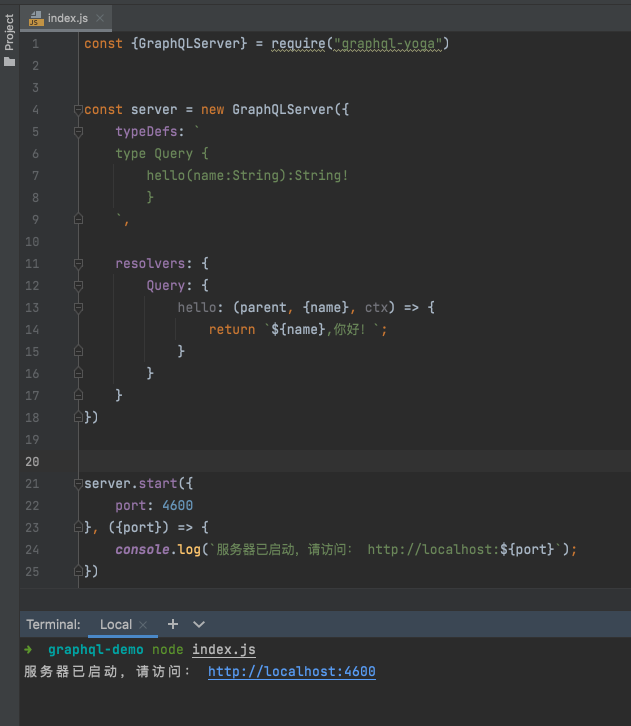 Project
index.js
1 const {GraphQLServer} = require("graphql-yoga")
2
3
4 const server = new GraphQLServer({
5 typeDefs: `
6 type Query {
7 hello(name:String):String!
8 }
9 `,
10
11 resolvers: {
12 Query: {
13 hello: (parent, {name}, ctx) => {
14 return `${name},你好！`;
15 }
16 }
17 }
18 })
19
20
21 server.start({
22 port: 4600
23 }, ({port}) => {
24 console.log(`服务器已启动，请访问： http://localhost:${port}`);
25 })
Terminal: Local
→ graphql-demo node index.js
服务器已启动，请访问： http://localhost:4600